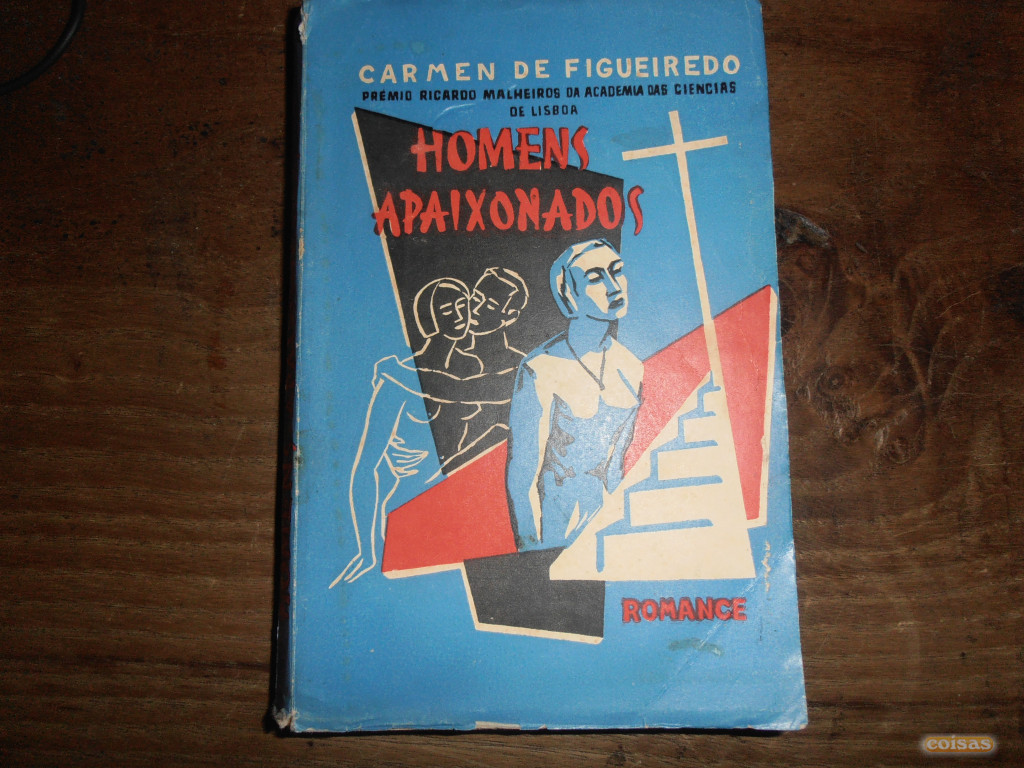 CARMEN DE FIGUEIREDO
PRÉMIO RICARDO MALHEIROS DA ACADEMIA DAS CIENCIAS
DE LISBOA
HOMENS
APAIXONADOS
ROMANCE
coisas